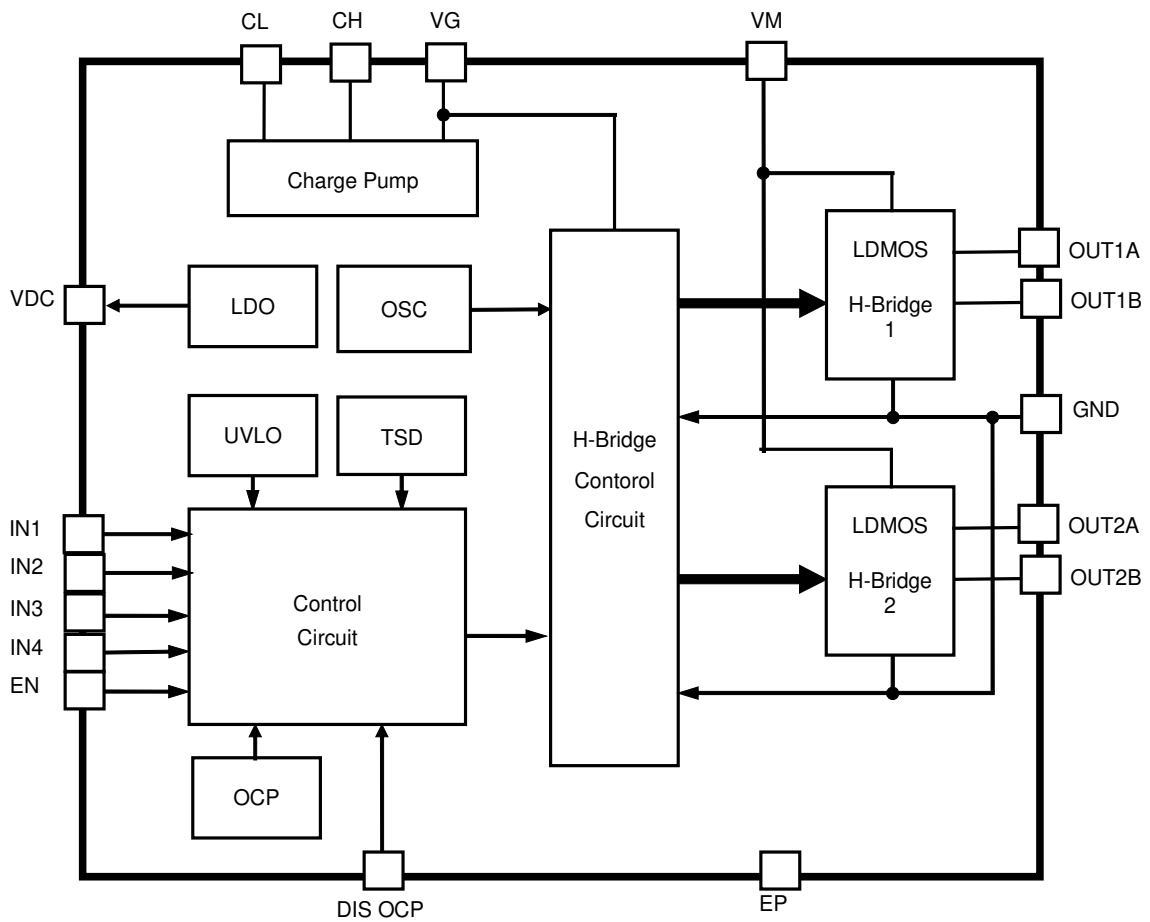 CL
CH
VG
VM
Charge Pump
LDMOS
H-Bridge
1
OUT1A
OUT1B
VDC
LDO
OSC
GND
UVLO
TSD
H-Bridge
Contorol
Circuit
LDMOS
H-Bridge
2
OUT2A
OUT2B
IN1
IN2
IN3
IN4
EN
Control
Circuit
OCP
DIS OCP
EP